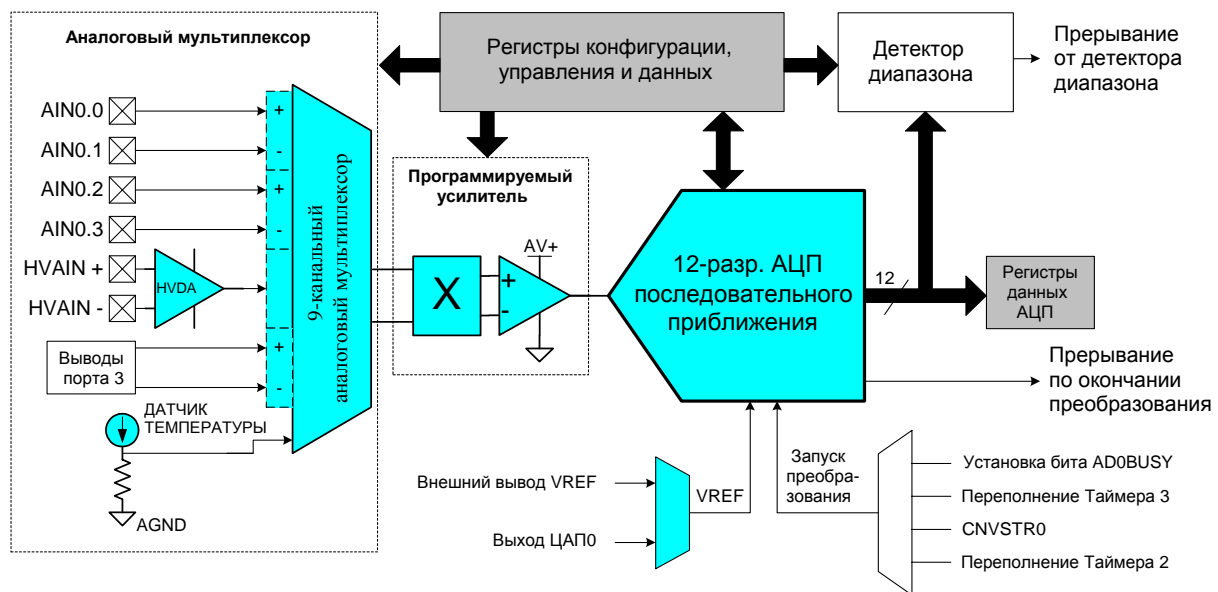 Аналоговый мультиплексор
AIN0.0
AIN0.1
AIN0.2
AIN0.3
HVAIN +
HVAIN -
HVDA
Выводы
порта 3
ДАТЧИК
ТЕМПЕРАТУРЫ
AGND
+
-
+
-
+
-
9-канальный
аналоговый мультиплексор
Регистры конфигурации,
управления и данных
Программируемый
усилитель
X
AV+
+
-
12-разр. АЦП
последовательного
приближения
12
Детектор
диапазона
Прерывание
от детектора
диапазона
Регистры
данных
АЦП
Прерывание
по окончании
преобразования
Внешний вывод VREF
Выход ЦАП0
VREF
Запуск
преобра-
зования
Установка бита AD0BUSY
Переполнение Таймера 3
CNVSTR0
Переполнение Таймера 2